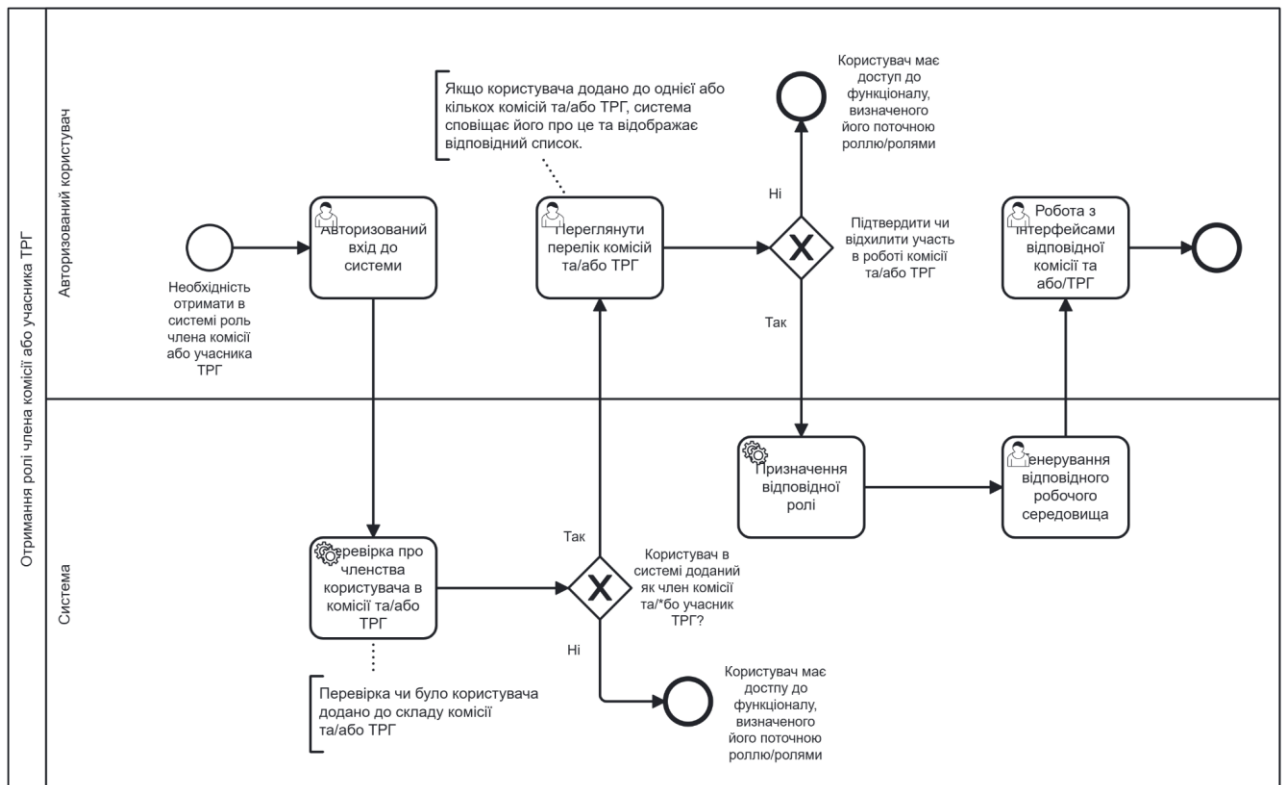 Отримання ролі члена комісії або учасника ТРГ
Авторизований користувач
Якщо користувача додано до однієї або
кількох комісій та/або ТРГ, система
сповіщає його про це та відображає
відповідний список.
Користувач має
доступ до
функціоналу,
визначеного
його поточною
роллю/ролями
Необхідність
отримати в
системі роль
члена комісії
або учасника
ТРГ
Авторизований
вхід до
системи
Переглянути
перелік комісій
та/або ТРГ
Ні
Підтвердити чи
відхилити участь
в роботі комісії
та/або ТРГ
Так
Робота з
інтерфейсами
відповідної
комісії та
або/ТРГ
Система
Перевірка про
членства
користувача в
комісії та/або
ТРГ
Перевірка чи було користувача
додано до складу комісії
та/або ТРГ
Так
Користувач в
системі доданий
як член комісії
та/*бо учасник
ТРГ?
Ні
Користувач має
достпу до
функціоналу,
визначеного
його поточною
роллю/ролями
Призначення
відповідної
ролі
Генерування
відповідного
робочого
середовища